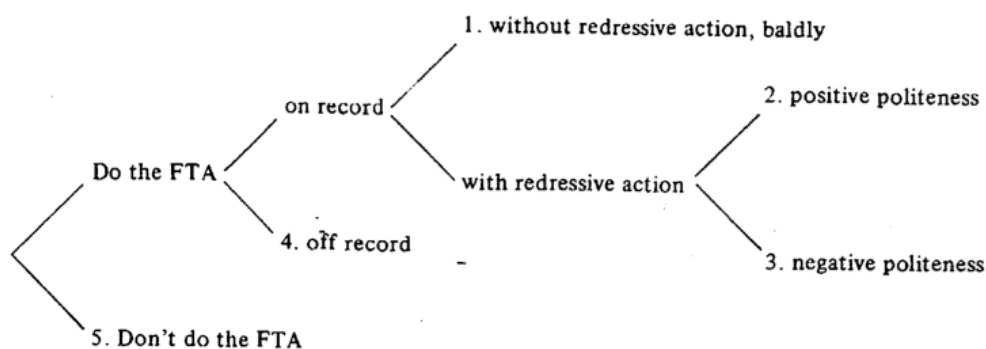 1. without redressive action, baldly
on record
2. positive politeness
Do the FTA
with redressive action
4. off record
3. negative politeness
5. Don't do the FTA